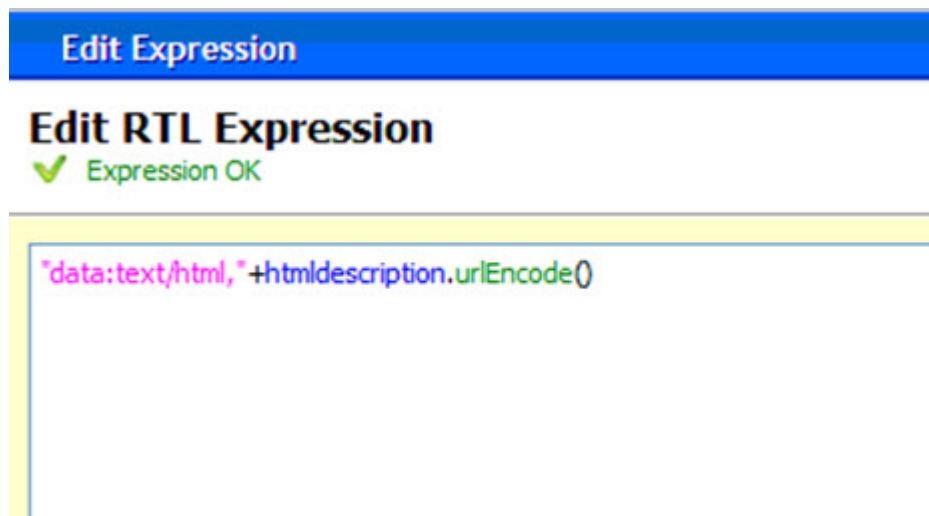 Edit Expression
Edit RTL Expression
Expression OK
"data:text/html,"+htmldescription.urlEncode()